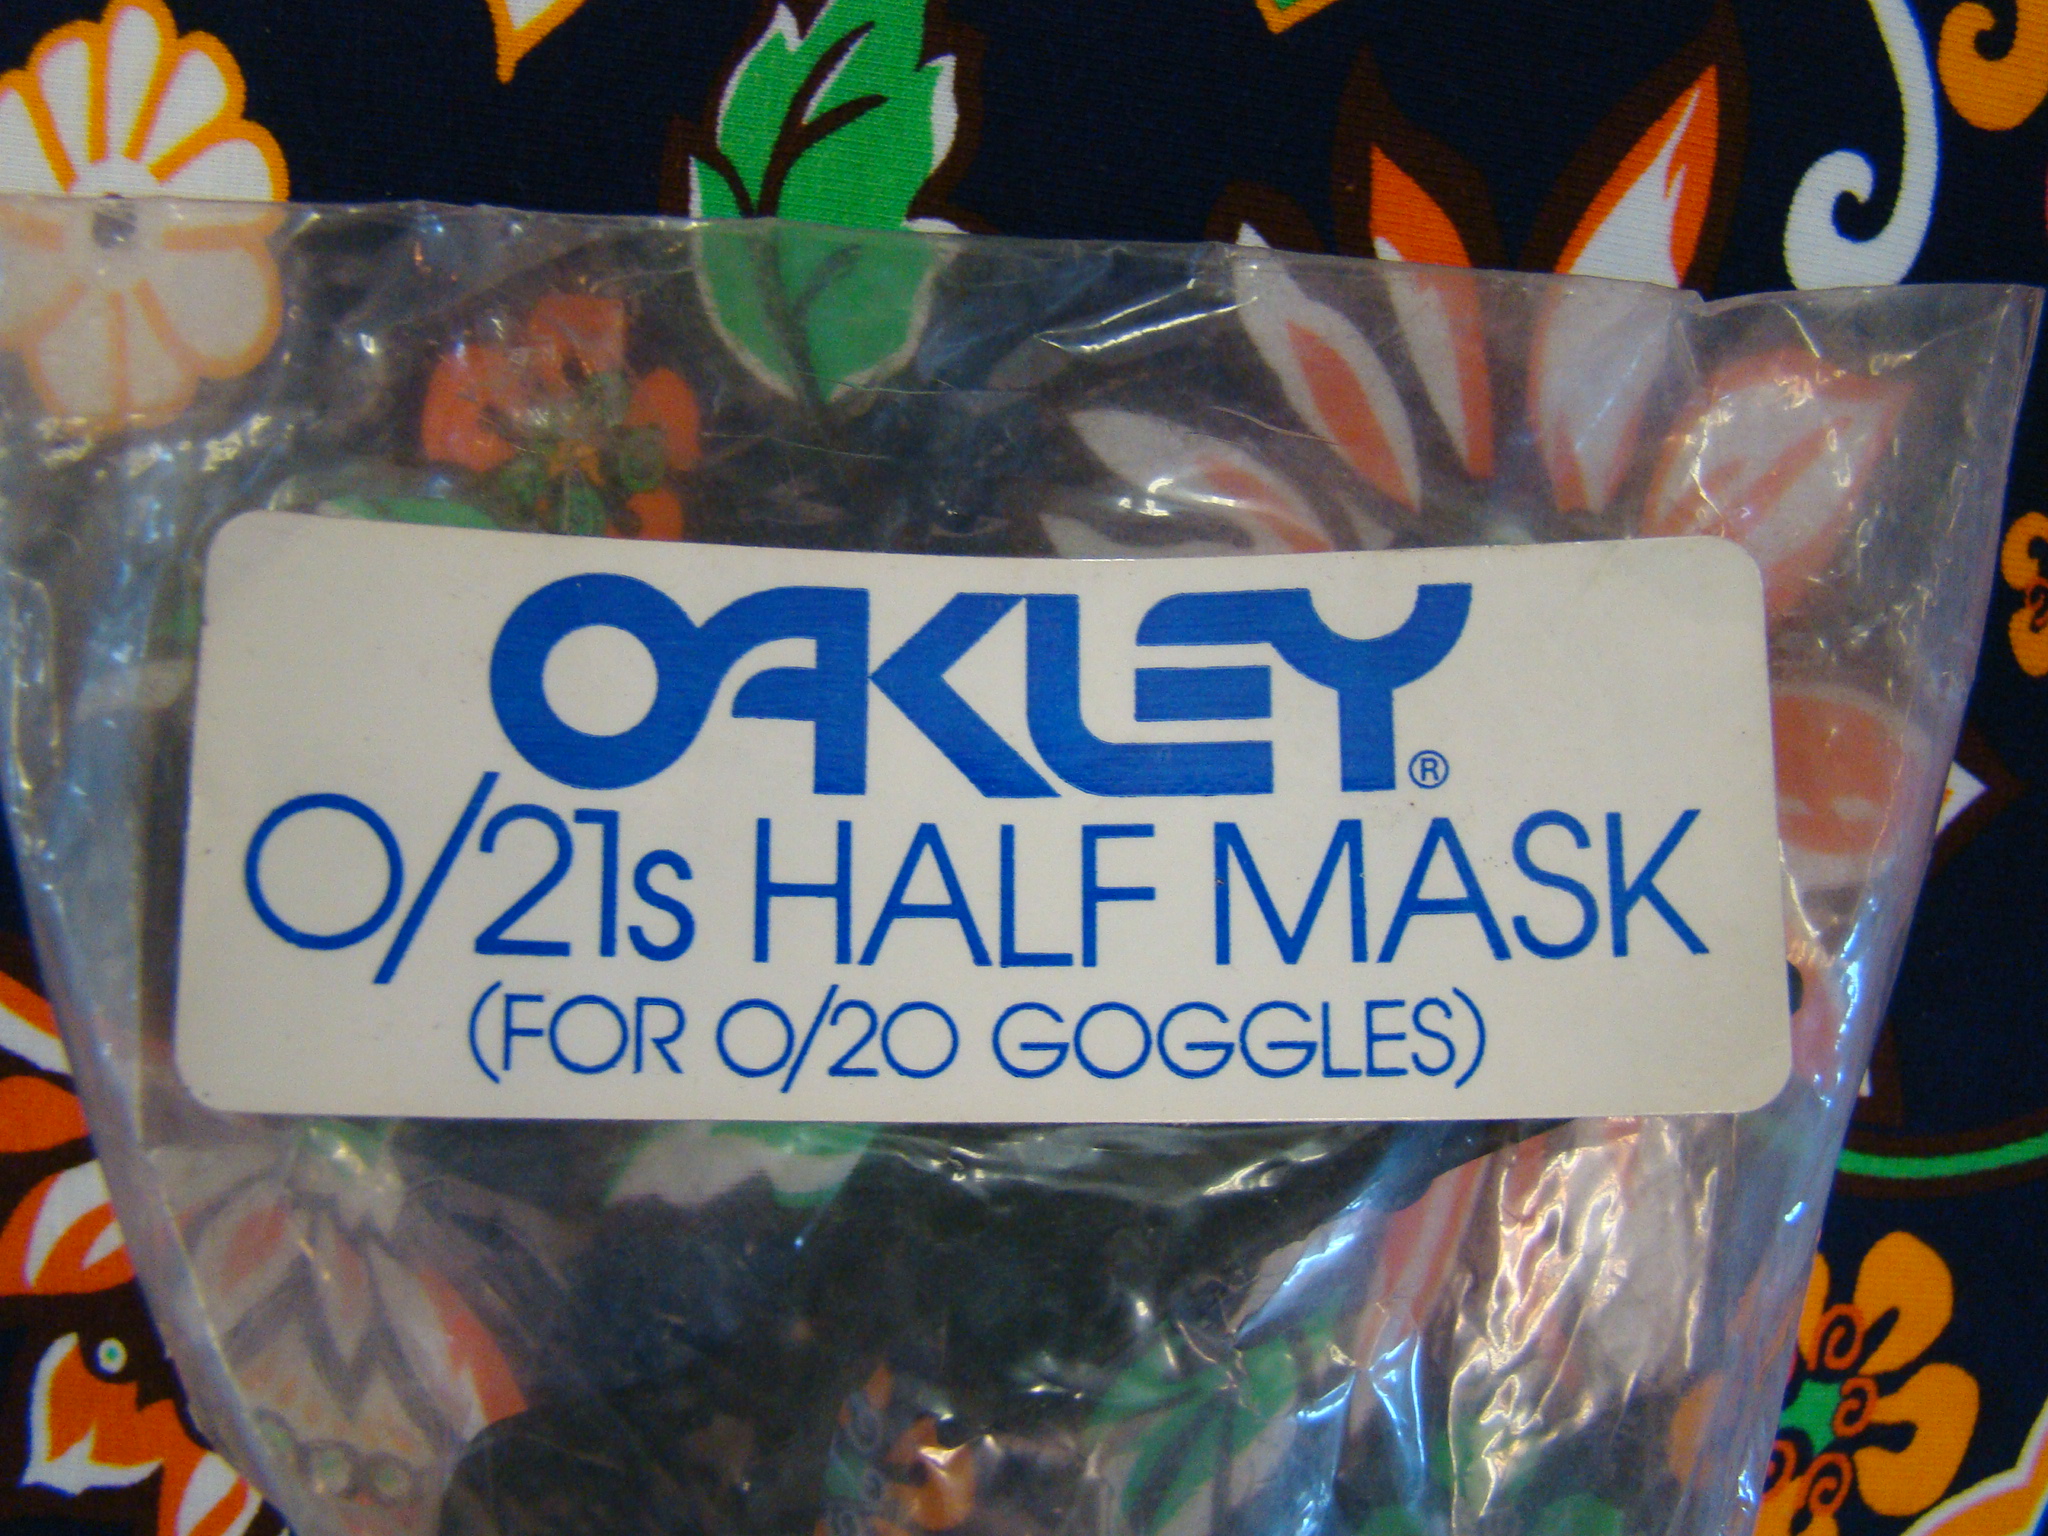 OAKLEY®
O/21s HALF MASK
(FOR O/20 GOGGLES)